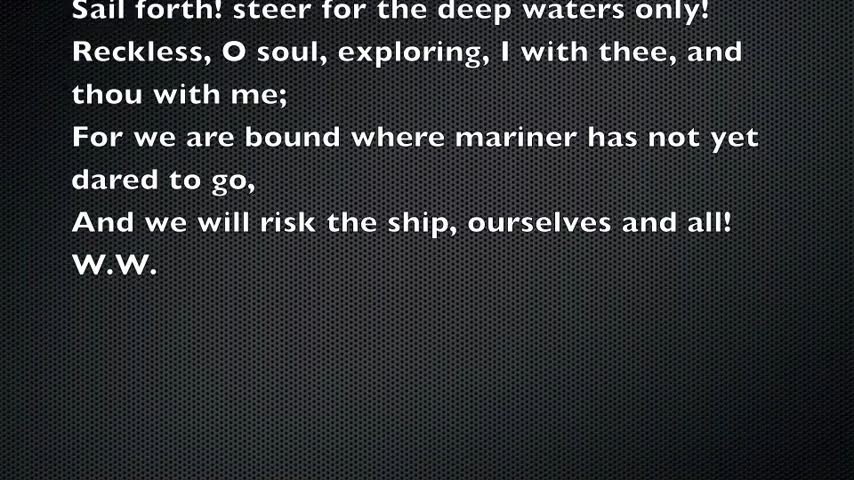 Sail forth! steer for the deep waters only!
Reckless, O soul, exploring, I with thee, and
thou with me;
For we are bound where mariner has not yet
dared to go,
And we will risk the ship, ourselves and all!
W.W.